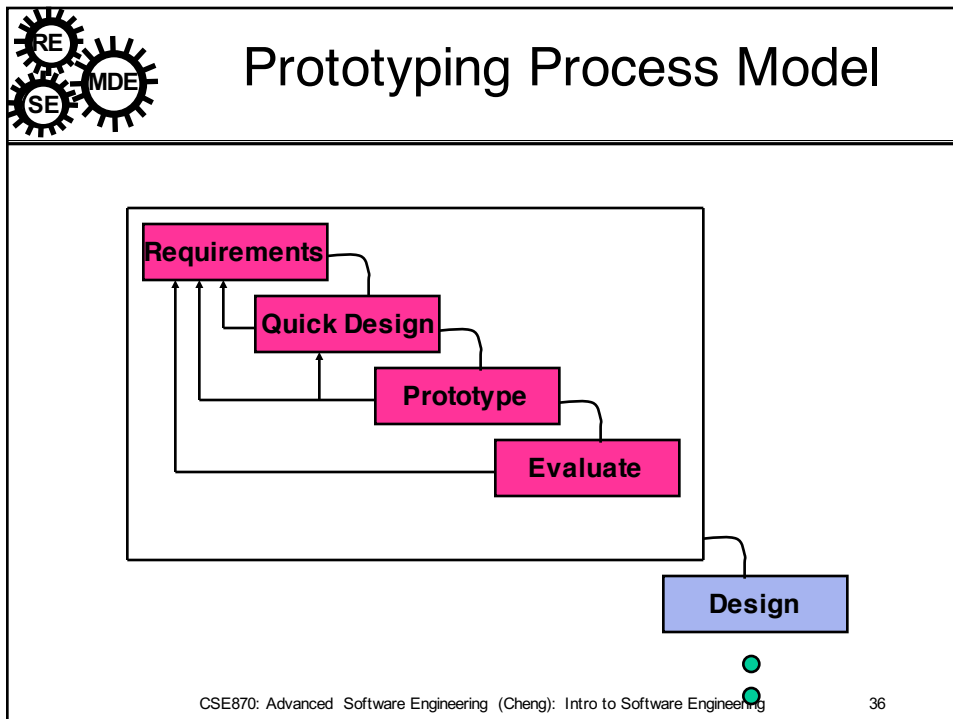 RE
MDE
SE
Prototyping Process Model
Requirements
Quick Design
Prototype
Evaluate
Design
CSE870: Advanced Software Engineering (Cheng): Intro to Software Engineering 36